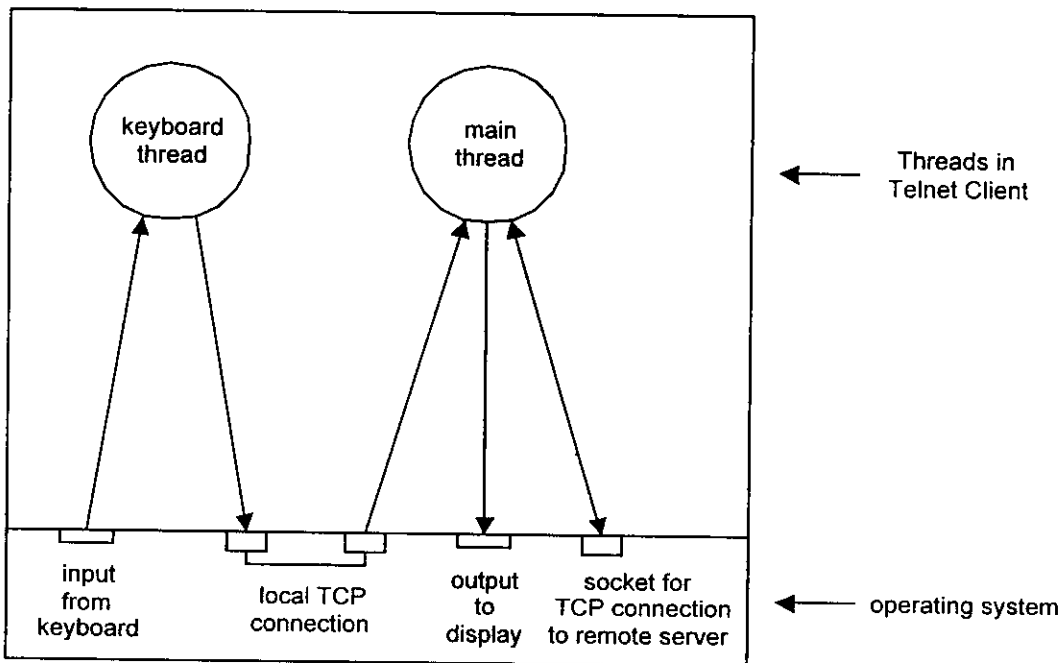 keyboard
thread
main
thread
Threads in
Telnet Client
input
from
keyboard
local TCP
connection
output
to
display
socket for
TCP connection
to remote server
operating system